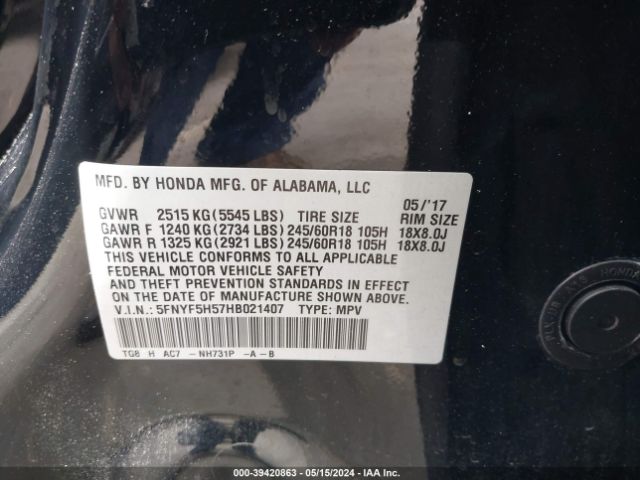 MFD. BY HONDA MFG. OF ALABAMA, LLC 05/'17
GVWR 2515 KG (5545 LBS) TIRE SIZE RIM SIZE
GAWR F 1240 KG (2734 LBS) 245/60R18 105H 18X8.0J
GAWR R 1325 KG (2921 LBS) 245/60R18 105H 18X8.0J
THIS VEHICLE CONFORMS TO ALL APPLICABLE
FEDERAL MOTOR VEHICLE SAFETY
AND THEFT PREVENTION STANDARDS IN EFFECT
ON THE DATE OF MANUFACTURE SHOWN ABOVE.
V.I.N.: 5FNYF5H57HB021407 TYPE: MPV
TG8 H AC7 - NH731P -A-B
HONDA
000-39420863 - 05/15/2024 - IAA Inc.